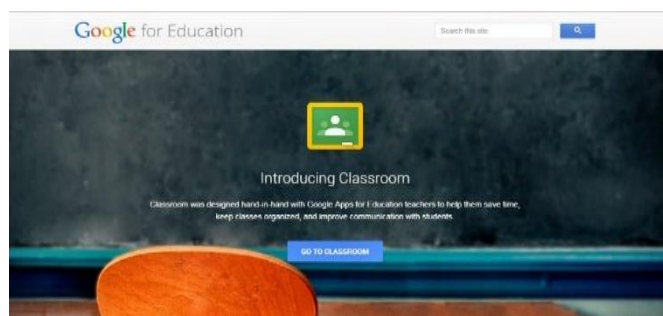 Google for Education
Search this site
Introducing Classroom
Classroom was designed hand-in-hand with Google Apps for Education teachers to help them save time,
keep classes organized, and improve communication with students.
GO TO CLASSROOM